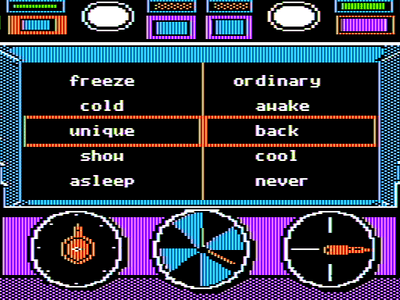 freeze ordinary
cold awake
unique back
show cool
asleep never